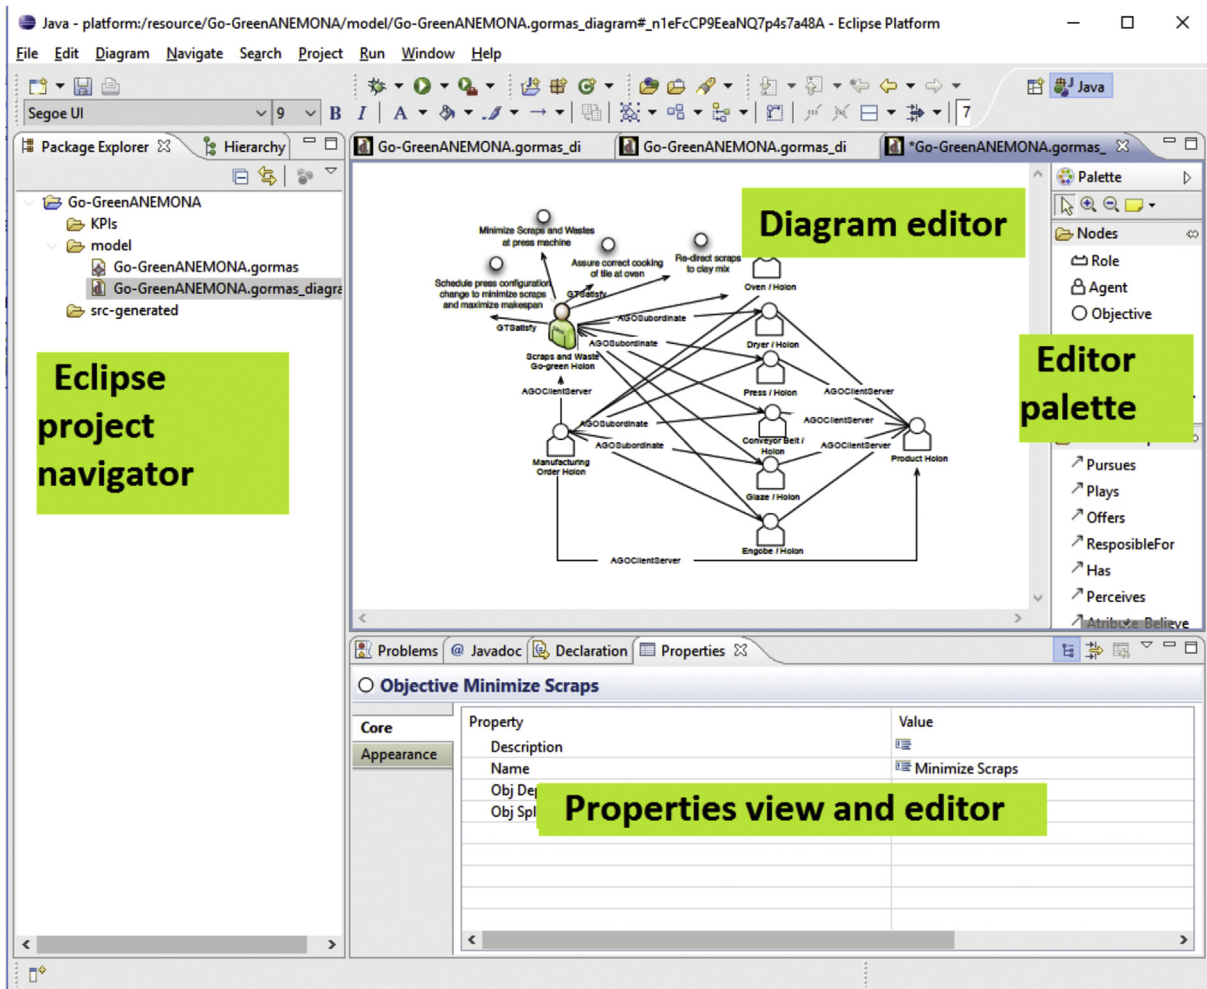 Java - platform:/resource/Go-GreenANEMONA/model/Go-GreenANEMONA.gormas_diagram#_n1eFcCP9EeaNQ7p4s7a48A - Eclipse Platform
File Edit Diagram Navigate Search Project Run Window Help
Java
Segoe UI 9 B I A 7
Package Explorer Hierarchy
Go-GreenANEMONA
KPIs
model
Go-GreenANEMONA.gormas
Go-GreenANEMONA.gormas_diagra
src-generated
Eclipse
project
navigator
Go-GreenANEMONA.gormas_di Go-GreenANEMONA.gormas_di *Go-GreenANEMONA.gormas_
Diagram editor
Minimize Scraps and Wastes
at press machine
Assure correct cooking
of tile at oven
Re-direct scraps
to clay mix
Schedule press configuration
change to minimize scraps
and maximize makespan
GTSatisfy
GTSatisfy
Oven / Holon
AGOSubordinate
AGOSubordinate
Dryer / Holon
Scraps and Waste
Go-green Holon
AGOClientServer
Press / Holon
AGOClientServer
AGOSubordinate
AGOClientServer
Conveyor Belt /
Holon
AGOSubordinate
AGOClientServer
Manufacturing
Order Holon
Product Holon
Glaze / Holon
Engobe / Holon
AGOClientServer
Palette
Nodes
Role
Agent
Objective
Editor
palette
Pursues
Plays
Offers
ResposibleFor
Has
Perceives
Atribute_Believe
Problems @ Javadoc Declaration Properties
Objective Minimize Scraps
Core
Appearance
Property Value
Description
Name Minimize Scraps
Obj De
Obj Spl
Properties view and editor